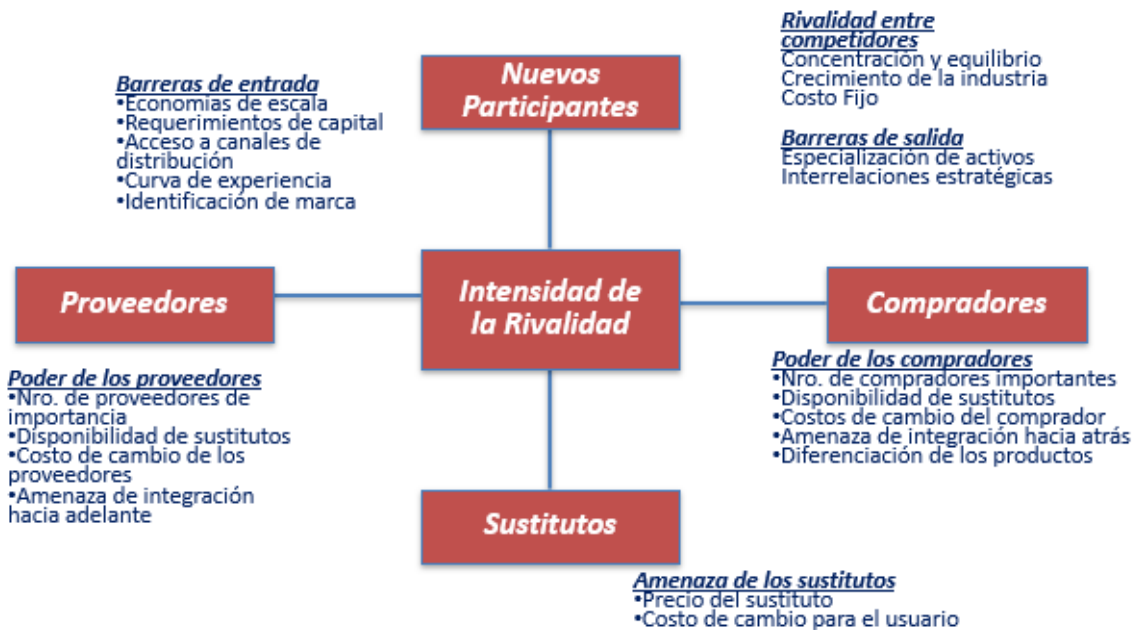 Nuevos
Participantes
Rivalidad entre
competidores
Concentración y equilibrio
Crecimiento de la industria
Costo Fijo
Barreras de salida
Especialización de activos
Interrelaciones estratégicas
Barreras de entrada
•Economías de escala
•Requerimientos de capital
•Acceso a canales de
distribución
•Curva de experiencia
•Identificación de marca
Proveedores
Intensidad de
la Rivalidad
Compradores
Poder de los proveedores
•Nro. de proveedores de
importancia
•Disponibilidad de sustitutos
•Costo de cambio de los
proveedores
•Amenaza de integración
hacia adelante
Poder de los compradores
•Nro. de compradores importantes
•Disponibilidad de sustitutos
•Costos de cambio del comprador
•Amenaza de integración hacia atrás
•Diferenciación de los productos
Sustitutos
Amenaza de los sustitutos
•Precio del sustituto
•Costo de cambio para el usuario